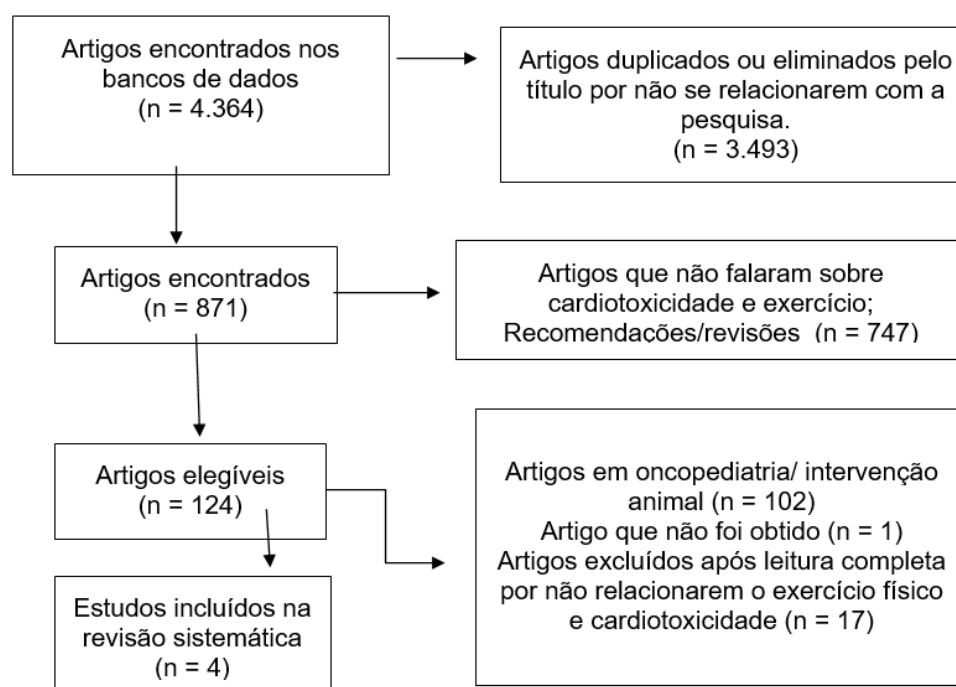 Artigos encontrados nos
bancos de dados
(n = 4.364)
Artigos duplicados ou eliminados pelo
título por não se relacionarem com a
pesquisa.
(n = 3.493)
Artigos encontrados
(n = 871)
Artigos que não falaram sobre
cardiotoxicidade e exercício;
Recomendações/revisões (n = 747)
Artigos elegíveis
(n = 124)
Artigos em oncopediatria/ intervenção
animal (n = 102)
Artigo que não foi obtido (n = 1)
Artigos excluídos após leitura completa
por não relacionarem o exercício físico
e cardiotoxicidade (n = 17)
Estudos incluídos na
revisão sistemática
(n = 4)